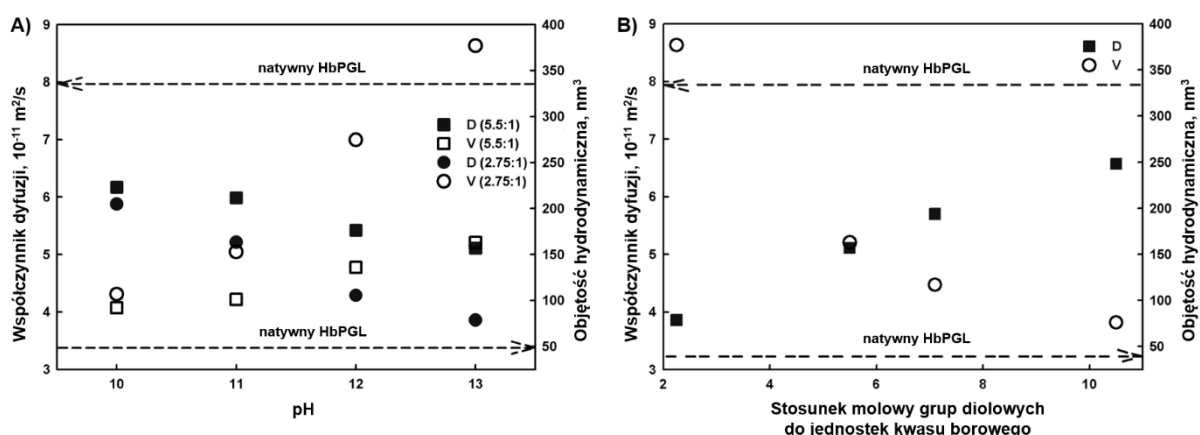 A)
Współczynnik dyfuzji, 10⁻¹¹ m²/s
9
8
7
6
5
4
3
natywny HbPGL
D (5.5:1)
V (5.5:1)
D (2.75:1)
V (2.75:1)
natywny HbPGL
400
350
300
250
200
150
100
50
Objętość hydrodynamiczna, nm³
10
11
12
13
pH
B)
Współczynnik dyfuzji, 10⁻¹¹ m²/s
9
8
7
6
5
4
3
D
V
natywny HbPGL
natywny HbPGL
400
350
300
250
200
150
100
50
Objętość hydrodynamiczna, nm³
2
4
6
8
10
Stosunek molowy grup diolowych
do jednostek kwasu borowego